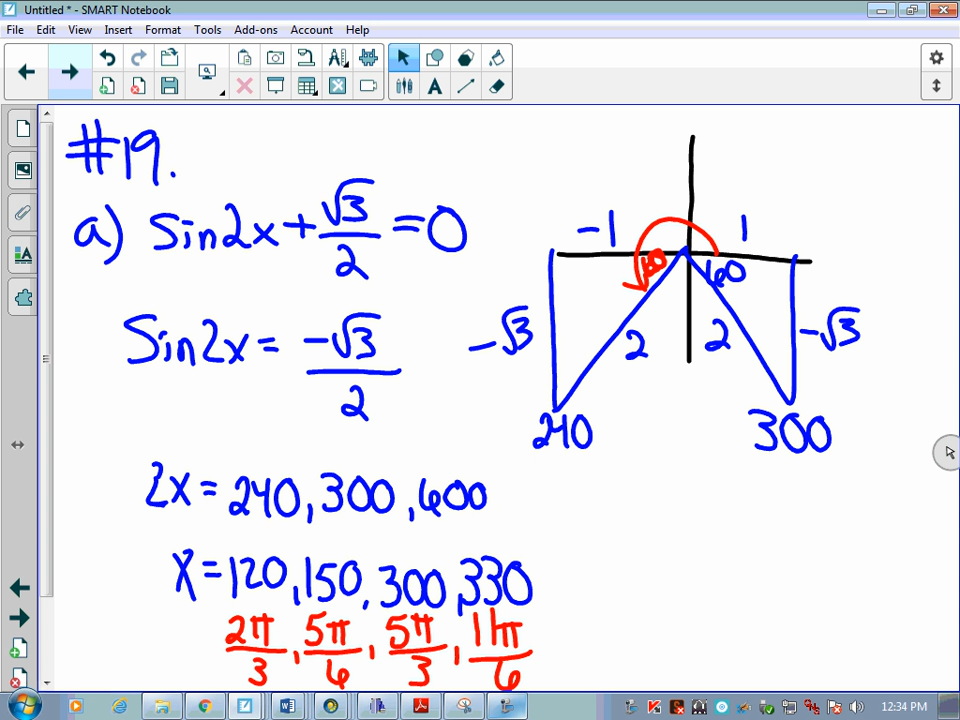 Untitled * - SMART Notebook
File Edit View Insert Format Tools Add-ons Account Help
#19.
a) Sin2x+√3/2=0
Sin2x= -√3/2
2x=240,300,600
x=120,150,300,330
2π/3, 5π/6, 5π/3, 11π/6
-1 1
60 60
-√3 2 2 -√3
240 300
12:34 PM